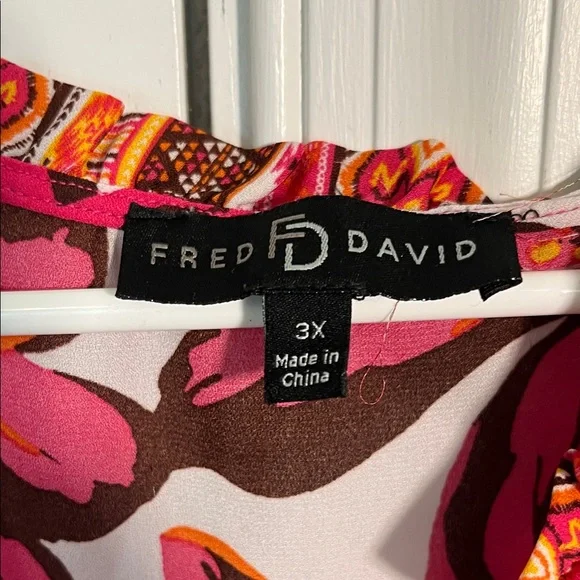 FRED FD DAVID
3X
Made in
China